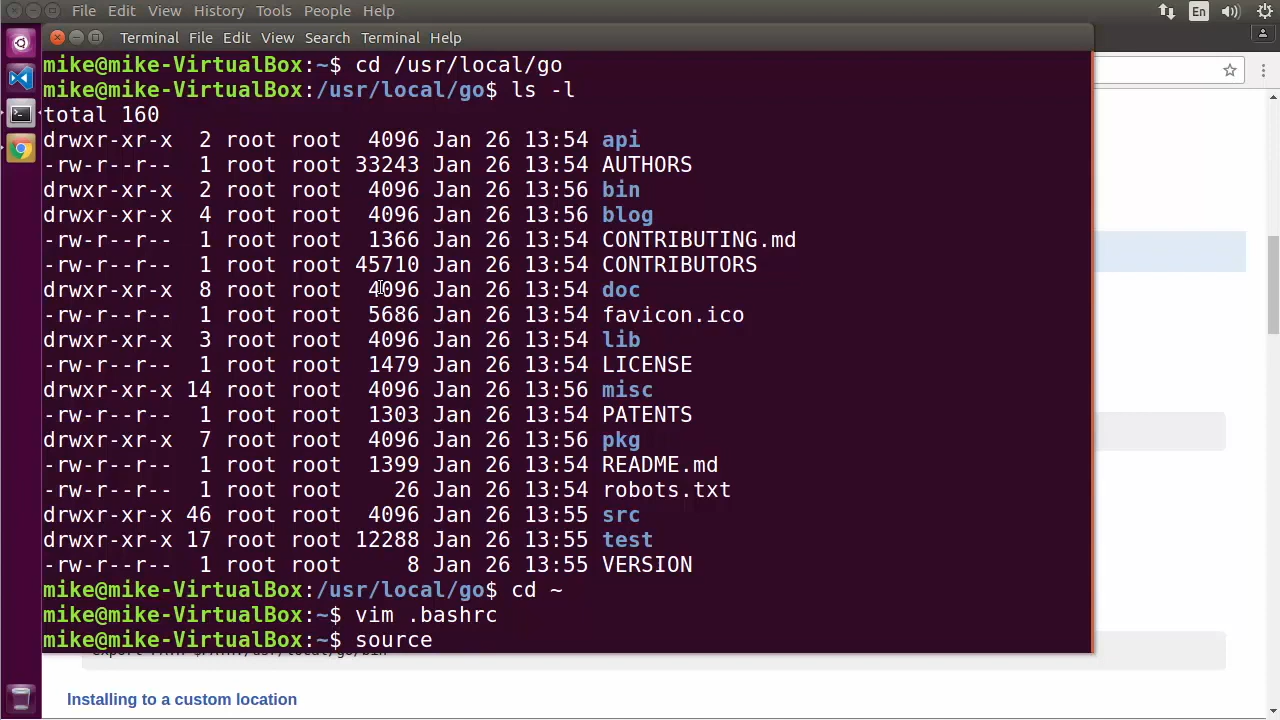 File Edit View History Tools People Help
En
Terminal File Edit View Search Terminal Help
mike@mike-VirtualBox:~$ cd /usr/local/go
mike@mike-VirtualBox:/usr/local/go$ ls -l
total 160
drwxr-xr-x  2 root root  4096 Jan 26 13:54 api
-rw-r--r--  1 root root 33243 Jan 26 13:54 AUTHORS
drwxr-xr-x  2 root root  4096 Jan 26 13:56 bin
drwxr-xr-x  4 root root  4096 Jan 26 13:56 blog
-rw-r--r--  1 root root  1366 Jan 26 13:54 CONTRIBUTING.md
-rw-r--r--  1 root root 45710 Jan 26 13:54 CONTRIBUTORS
drwxr-xr-x  8 root root  4096 Jan 26 13:54 doc
-rw-r--r--  1 root root  5686 Jan 26 13:54 favicon.ico
drwxr-xr-x  3 root root  4096 Jan 26 13:54 lib
-rw-r--r--  1 root root  1479 Jan 26 13:54 LICENSE
drwxr-xr-x 14 root root  4096 Jan 26 13:56 misc
-rw-r--r--  1 root root  1303 Jan 26 13:54 PATENTS
drwxr-xr-x  7 root root  4096 Jan 26 13:56 pkg
-rw-r--r--  1 root root  1399 Jan 26 13:54 README.md
-rw-r--r--  1 root root    26 Jan 26 13:54 robots.txt
drwxr-xr-x 46 root root  4096 Jan 26 13:55 src
drwxr-xr-x 17 root root 12288 Jan 26 13:55 test
-rw-r--r--  1 root root     8 Jan 26 13:55 VERSION
mike@mike-VirtualBox:/usr/local/go$ cd ~
mike@mike-VirtualBox:~$ vim .bashrc
mike@mike-VirtualBox:~$ source
Installing to a custom location